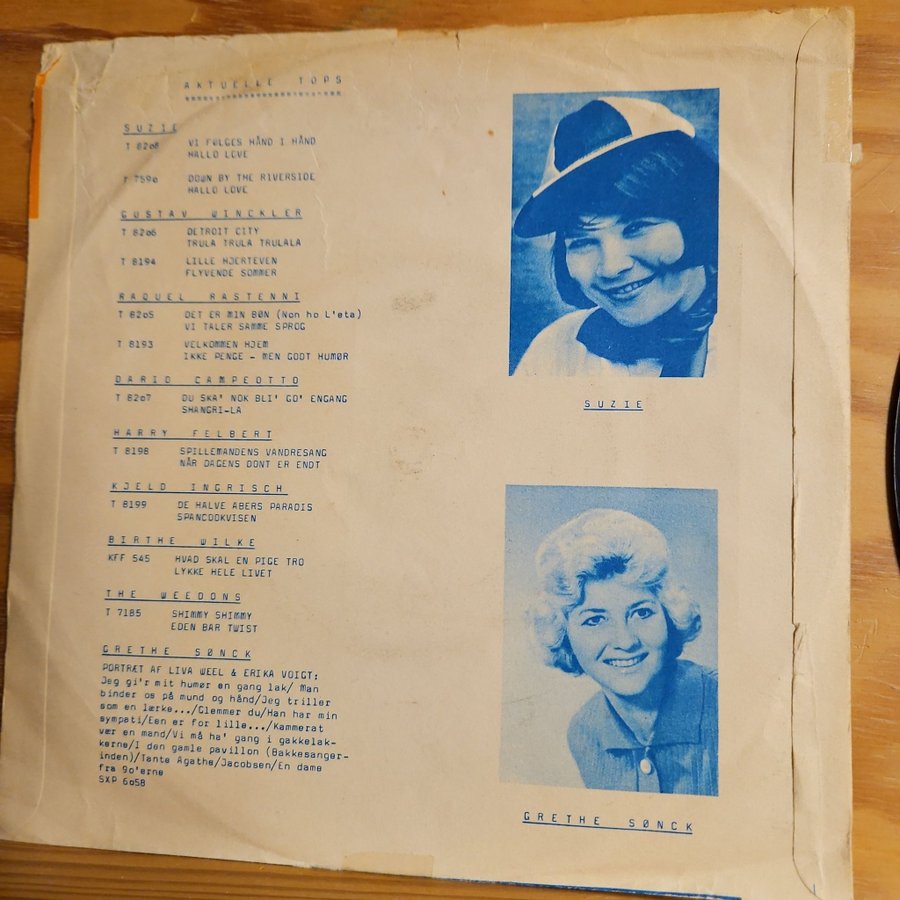 AKTUELLE TOPS
SUZIE
T 8208 VI FØLGES HÅND I HÅND
HALLO LOVE
T 7590 DOWN BY THE RIVERSIDE
HALLO LOVE
GUSTAV WINCKLER
T 8206 DETROIT CITY
TRULA TRULA TRULALA
T 8194 LILLE HJERTEVEN
FLYVENDE SOMMER
RAQUEL RASTENNI
T 8205 DET ER MIN BØN (Non ho L'eta)
VI TALER SAMME SPROG
T 8193 VELKOMMEN HJEM
IKKE PENGE - MEN GODT HUMØR
DARIO CAMPEOTTO
T 8207 DU SKA' NOK BLI' GO' ENGANG
SHANGRI-LA
HARRY FELBERT
T 8198 SPILLEMANDENS VANDRESANG
NÅR DAGENS DONT ER ENDT
KJELD INGRISCH
T 8199 DE HALVE ABERS PARADIS
SPANCOOKVISEN
BIRTHE WILKE
KFF 545 HVAD SKAL EN PIGE TRO
LYKKE HELE LIVET
THE WEEDONS
T 7185 SHIMMY SHIMMY
EDEN BAR TWIST
GRETHE SØNCK
PORTRÆT AF LIVA WEEL & ERIKA VOIGT:
Jeg gi'r mit humør en gang lak/ Man
binder os på mund og hånd/Jeg triller
som en lærke.../Glemmer du/Han har min
sympati/Een er for lille.../Kammerat
vær en mand/Vi må ha' gang i gakkelak-
kerne/I den gamle pavillon (Bakkesanger-
inden)/Tante Agathe/Jacobsen/En dame
fra 90'erne
SXP 6058
SUZIE
GRETHE SØNCK